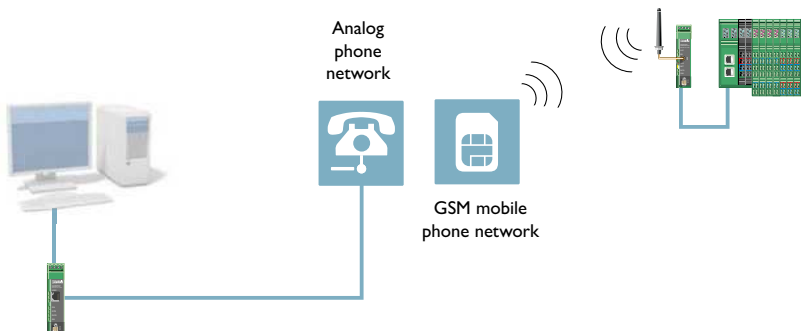 Analog
phone
network
GSM mobile
phone network